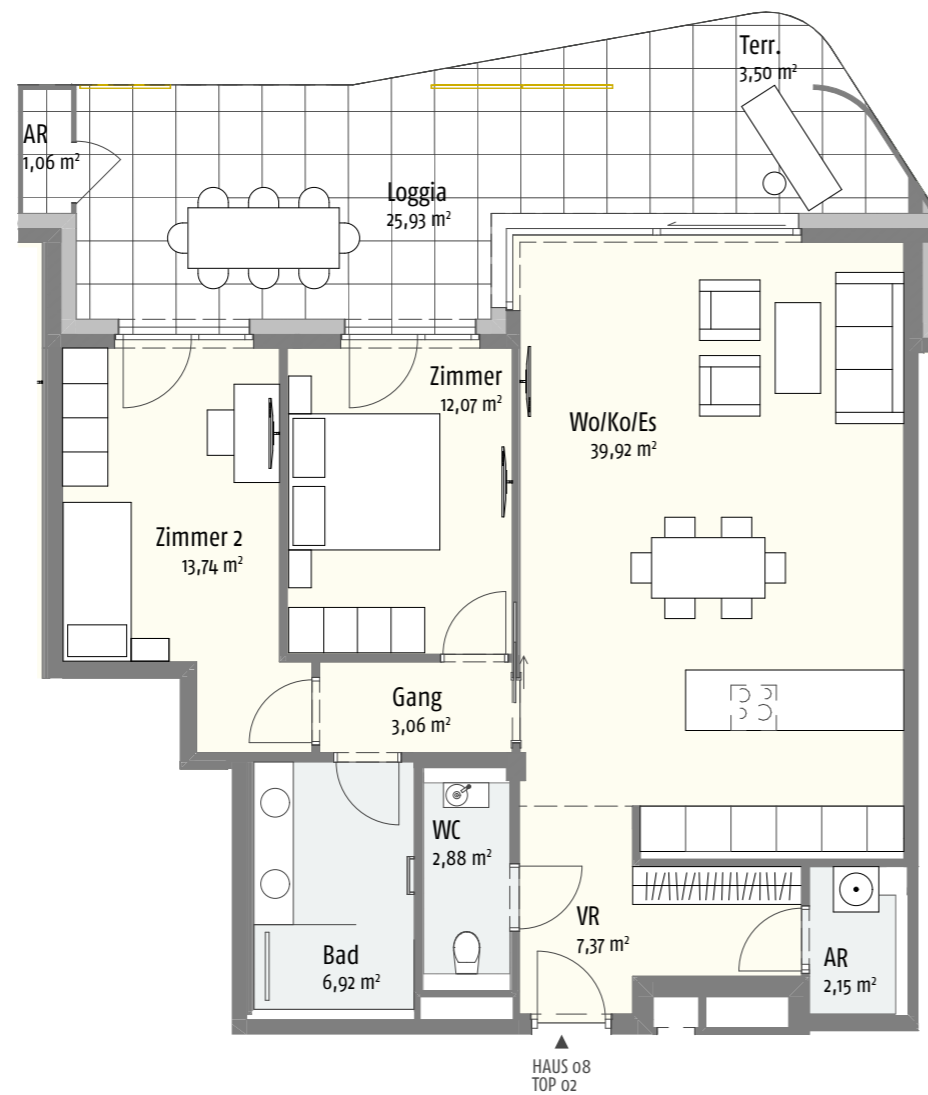 Terr.
3,50 m²
AR
1,06 m²
Loggia
25,93 m²
Zimmer
12,07 m²
Wo/Ko/Es
39,92 m²
Zimmer 2
13,74 m²
Gang
3,06 m²
WC
2,88 m²
VR
7,37 m²
Bad
6,92 m²
AR
2,15 m²
HAUS 08
TOP 02